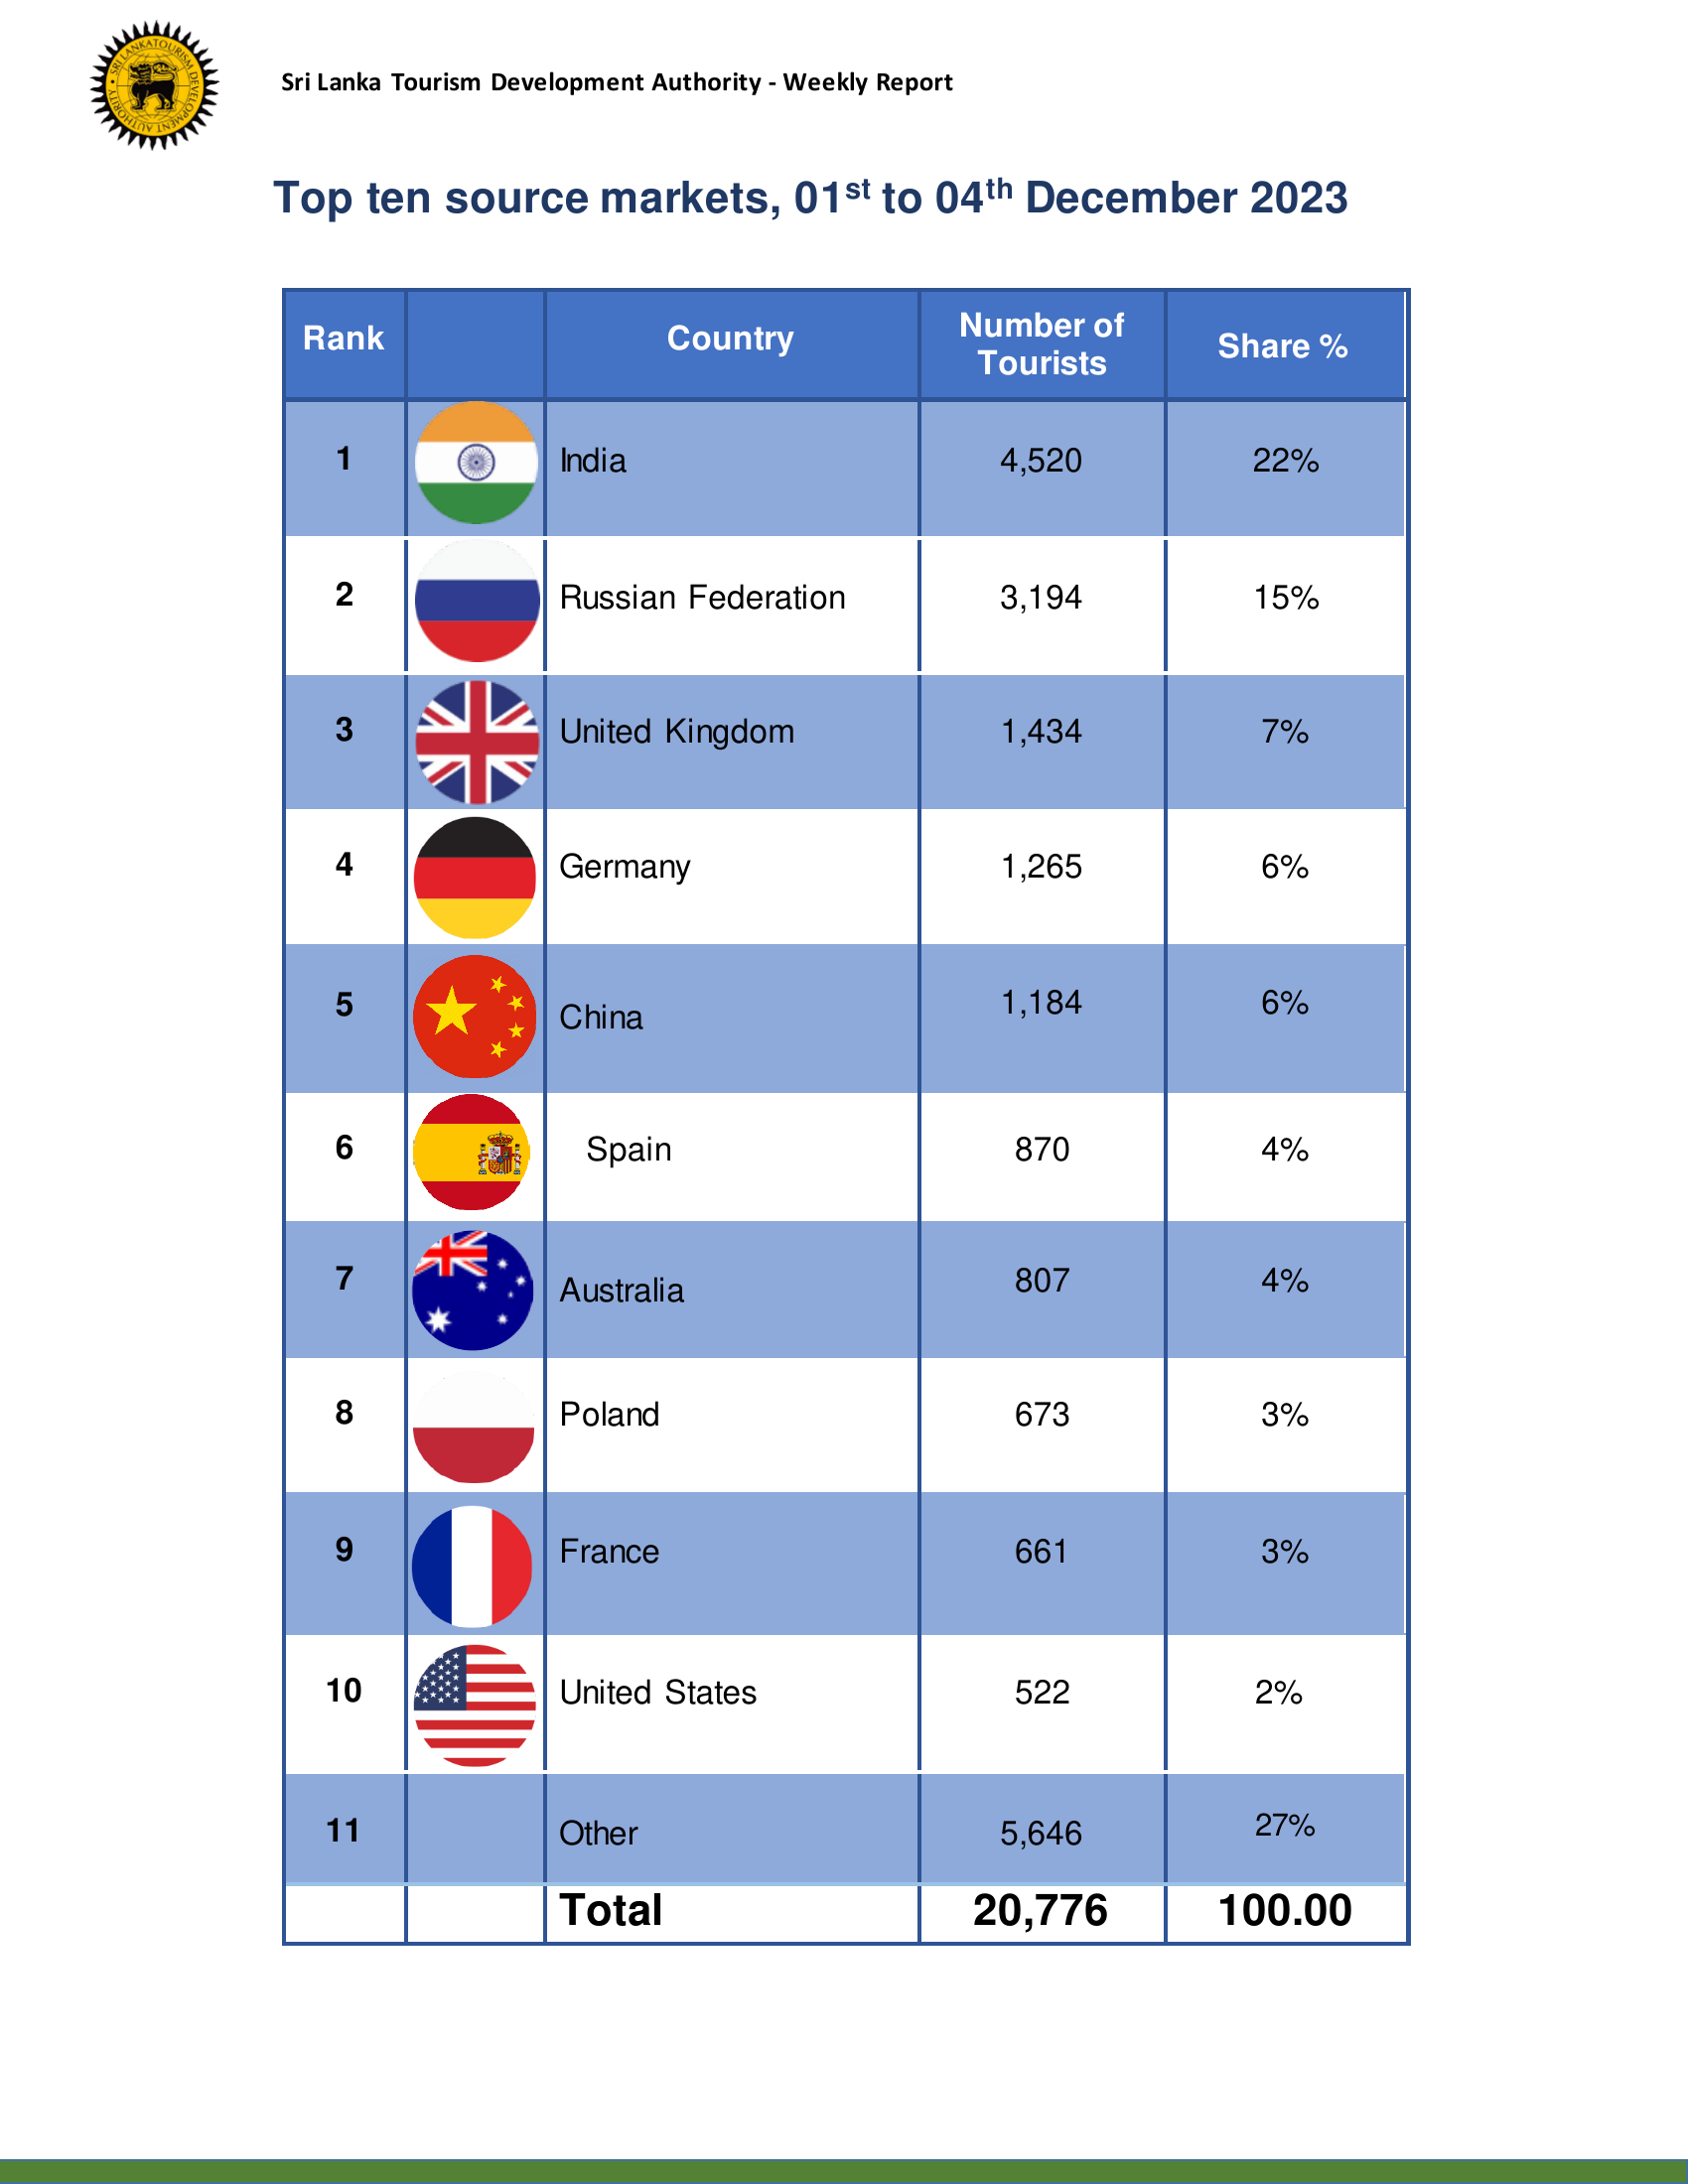 SRI LANKA TOURISM DEVELOPMENT AUTHORITY
Sri Lanka Tourism Development Authority - Weekly Report
Top ten source markets, 01st to 04th December 2023
Rank Country Number of Tourists Share %
1 India 4,520 22%
2 Russian Federation 3,194 15%
3 United Kingdom 1,434 7%
4 Germany 1,265 6%
5 China 1,184 6%
6 Spain 870 4%
7 Australia 807 4%
8 Poland 673 3%
9 France 661 3%
10 United States 522 2%
11 Other 5,646 27%
Total 20,776 100.00